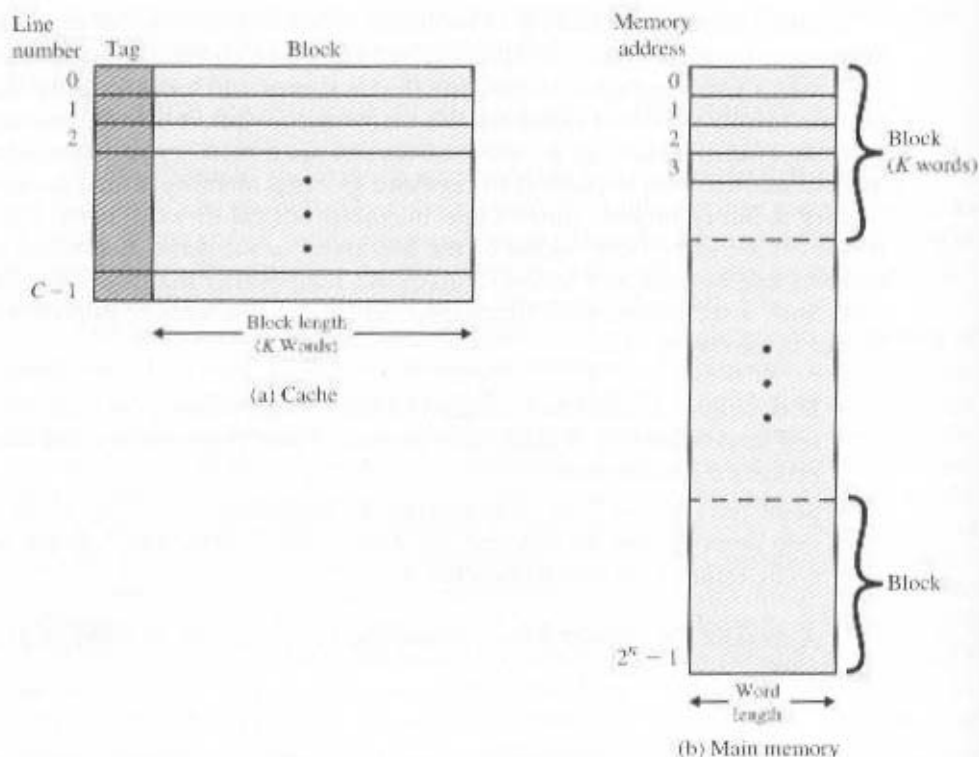 Line
number
Tag
Block
0
1
2
C – 1
Block length
(K Words)
(a) Cache
Memory
address
0
1
2
3
Block
(K words)
Block
2ⁿ – 1
Word
length
(b) Main memory